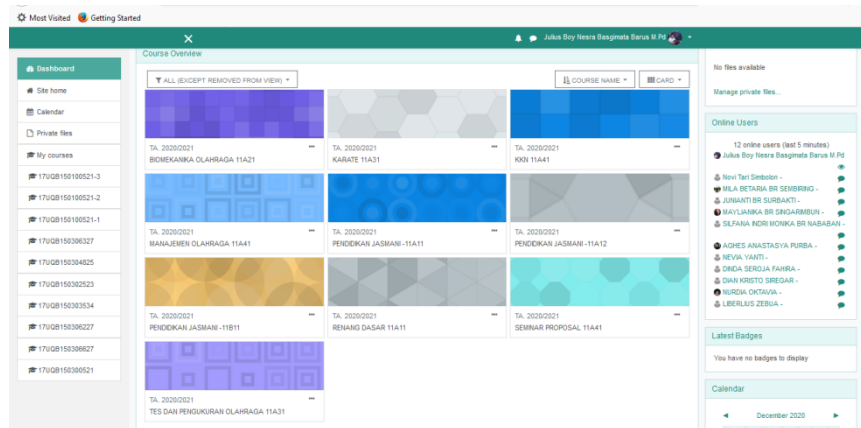 Most Visited Getting Started
Julius Boy Nesra Basgimata Barus M.Pd
Course Overview
ALL (EXCEPT REMOVED FROM VIEW)
COURSE NAME
CARD
Dashboard
Site home
Calendar
Private files
My courses
17UQB150100521-3
17UQB150100521-2
17UQB150100521-1
17UQB150306327
17UQB150304825
17UQB150302523
17UQB150303534
17UQB150306227
17UQB150306627
17UQB150300521
TA. 2020/2021
BIOMEKANIKA OLAHRAGA 11A21
TA. 2020/2021
KARATE 11A31
TA. 2020/2021
KKN 11A41
TA. 2020/2021
MANAJEMEN OLAHRAGA 11A41
TA. 2020/2021
PENDIDIKAN JASMANI -11A11
TA. 2020/2021
PENDIDIKAN JASMANI -11A12
TA. 2020/2021
PENDIDIKAN JASMANI -11B11
TA. 2020/2021
RENANG DASAR 11A11
TA. 2020/2021
SEMINAR PROPOSAL 11A41
TA. 2020/2021
TES DAN PENGUKURAN OLAHRAGA 11A31
No files available
Manage private files...
Online Users
12 online users (last 5 minutes)
Julius Boy Nesra Basgimata Barus M.Pd
Novi Tari Simbolon -
MILA BETARIA BR SEMBIRING -
JUNIANTI BR SURBAKTI -
MAYLIANIKA BR SINGARIMBUN -
SILFANA INDRI MONIKA BR NABABAN -
AGHES ANASTASYA PURBA -
NEVIA YANTI -
DINDA SEROJA FAHIRA -
DIAN KRISTO SIREGAR -
NURDIA OKTAVIA -
LIBERLIUS ZEBUA -
Latest Badges
You have no badges to display
Calendar
December 2020